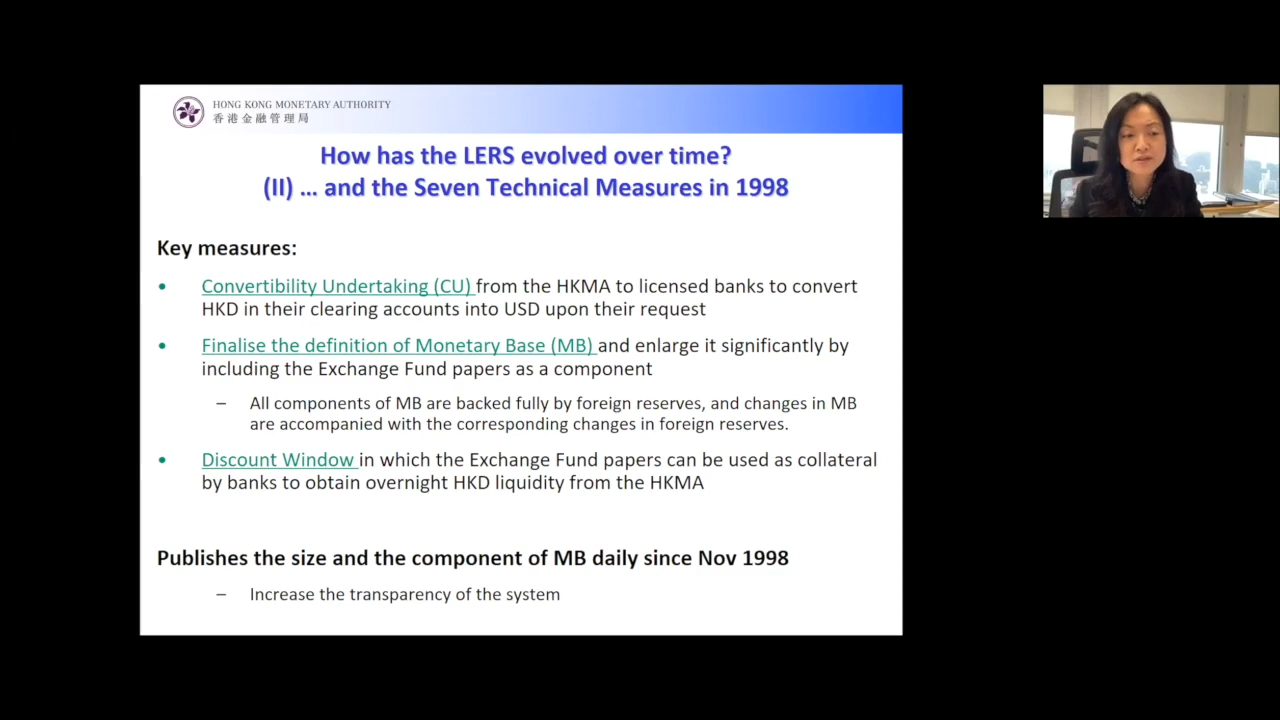 HONG KONG MONETARY AUTHORITY
香港金融管理局
How has the LERS evolved over time?
(II) … and the Seven Technical Measures in 1998
Key measures:
• Convertibility Undertaking (CU) from the HKMA to licensed banks to convert
HKD in their clearing accounts into USD upon their request
• Finalise the definition of Monetary Base (MB) and enlarge it significantly by
including the Exchange Fund papers as a component
– All components of MB are backed fully by foreign reserves, and changes in MB
are accompanied with the corresponding changes in foreign reserves.
• Discount Window in which the Exchange Fund papers can be used as collateral
by banks to obtain overnight HKD liquidity from the HKMA
Publishes the size and the component of MB daily since Nov 1998
– Increase the transparency of the system